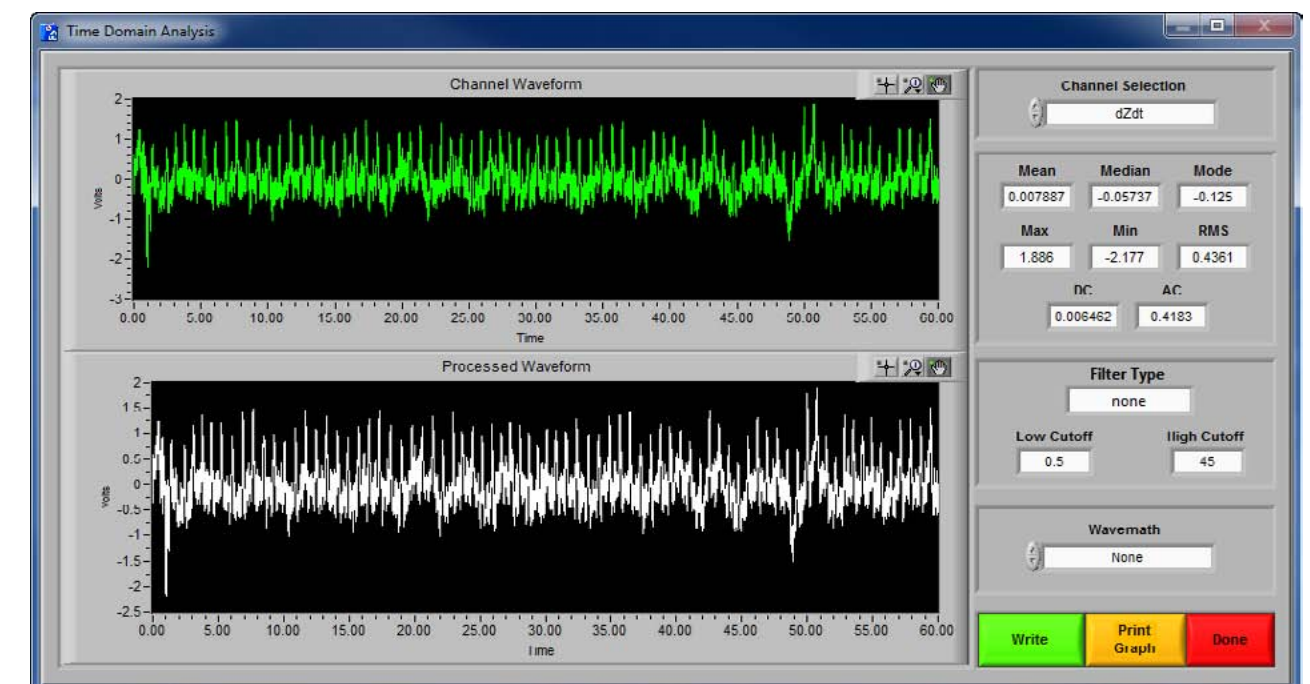 Time Domain Analysis
Channel Waveform
2
1
0
-1
-2
-3
Volts
0.00 5.00 10.00 15.00 20.00 25.00 30.00 35.00 40.00 45.00 50.00 55.00 60.00
Time
Processed Waveform
2
1.5
1
0.5
0
-0.5
-1
-1.5
-2
-2.5
Volts
0.00 5.00 10.00 15.00 20.00 25.00 30.00 35.00 40.00 45.00 50.00 55.00 60.00
Time
Channel Selection
dZdt
Mean Median Mode
0.007887 -0.05737 -0.125
Max Min RMS
1.886 -2.177 0.4361
DC AC
0.006462 0.4183
Filter Type
none
Low Cutoff High Cutoff
0.5 45
Wavemath
None
Write Print Graph Done